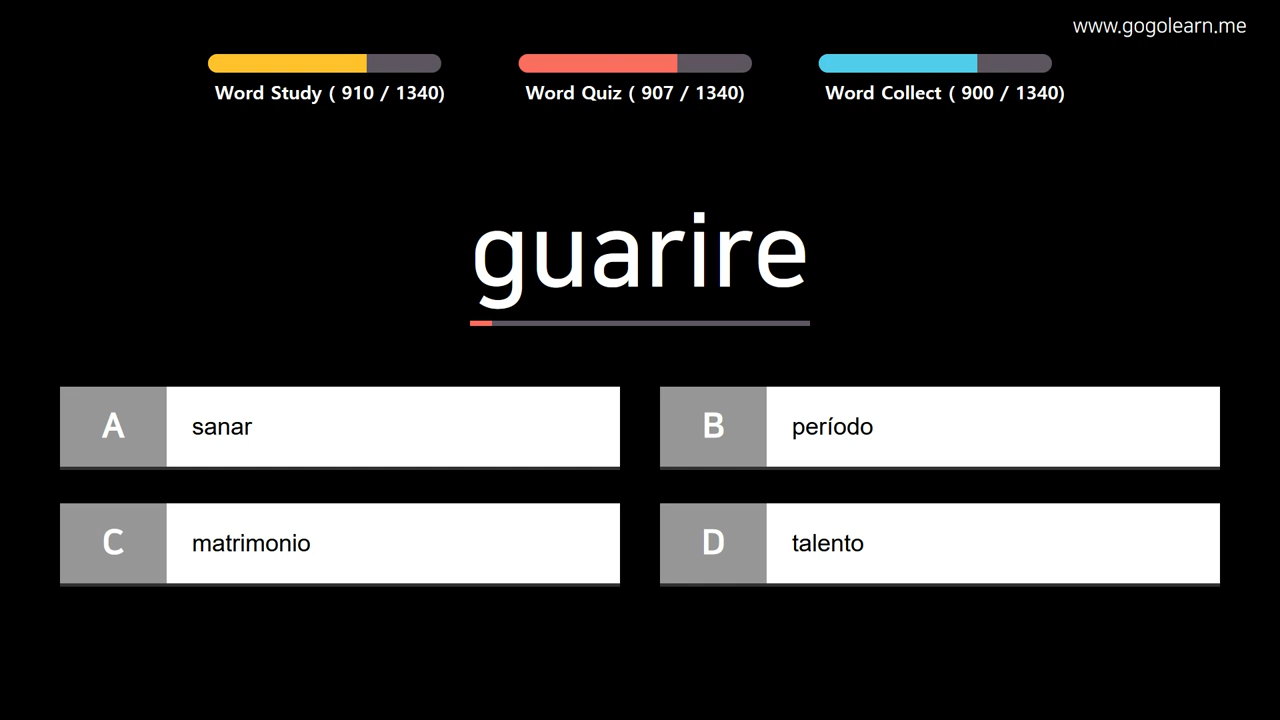 www.gogolearn.me
Word Study ( 910 / 1340)
Word Quiz ( 907 / 1340)
Word Collect ( 900 / 1340)
guarire
A sanar
B período
C matrimonio
D talento